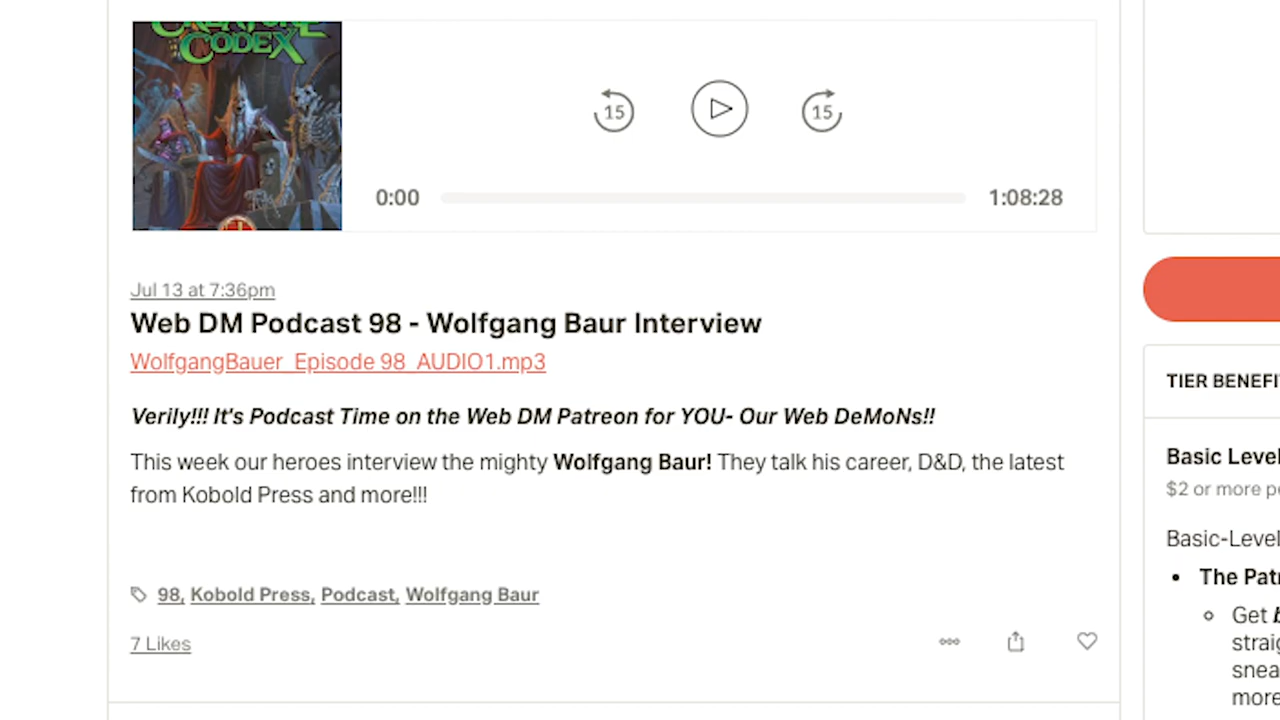 CREATURE
CODEX
15
15
0:00
1:08:28
Jul 13 at 7:36pm
Web DM Podcast 98 - Wolfgang Baur Interview
WolfgangBauer_Episode 98_AUDIO1.mp3
Verily!!! It's Podcast Time on the Web DM Patreon for YOU- Our Web DeMoNs!!
This week our heroes interview the mighty Wolfgang Baur! They talk his career, D&D, the latest
from Kobold Press and more!!!
98, Kobold Press, Podcast, Wolfgang Baur
7 Likes
TIER BENEFI
Basic Level
$2 or more pe
Basic-Level
• The Patr
Get b
straig
snea
more